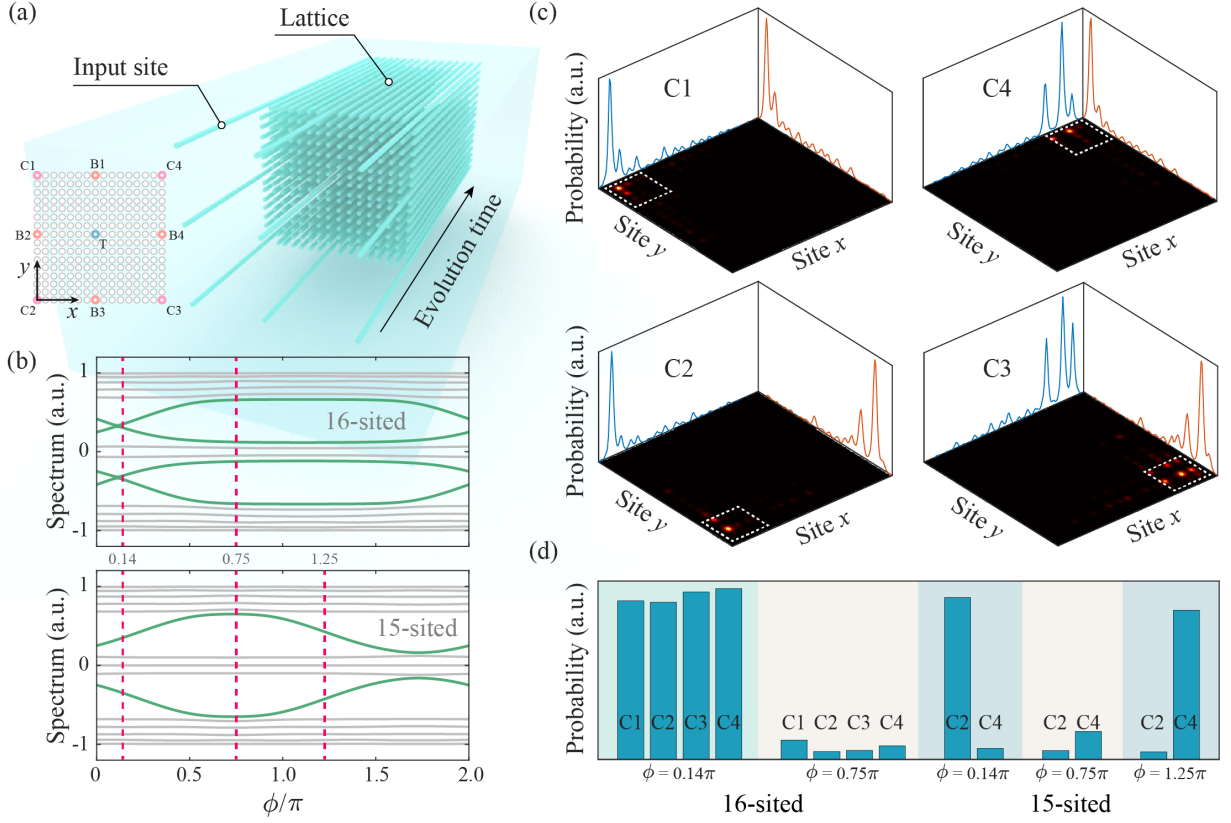 (a)
Lattice
Input site
Evolution time
C1
B1
C4
B2
T
B4
y
C2
B3
x
C3
(b)
Spectrum (a.u.)
1
0
-1
16-sited
0.14
0.75
1.25
Spectrum (a.u.)
1
0
-1
15-sited
0
0.5
1
1.5
2.0
ϕ/π
(c)
Probability (a.u.)
C1
Site y
Site x
C4
Site y
Site x
Probability (a.u.)
C2
Site y
Site x
C3
Site y
Site x
(d)
Probability (a.u.)
C1 C2 C3 C4
C1 C2 C3 C4
C2 C4
C2 C4
C2 C4
ϕ = 0.14π
ϕ = 0.75π
ϕ = 0.14π
ϕ = 0.75π
ϕ = 1.25π
16-sited
15-sited